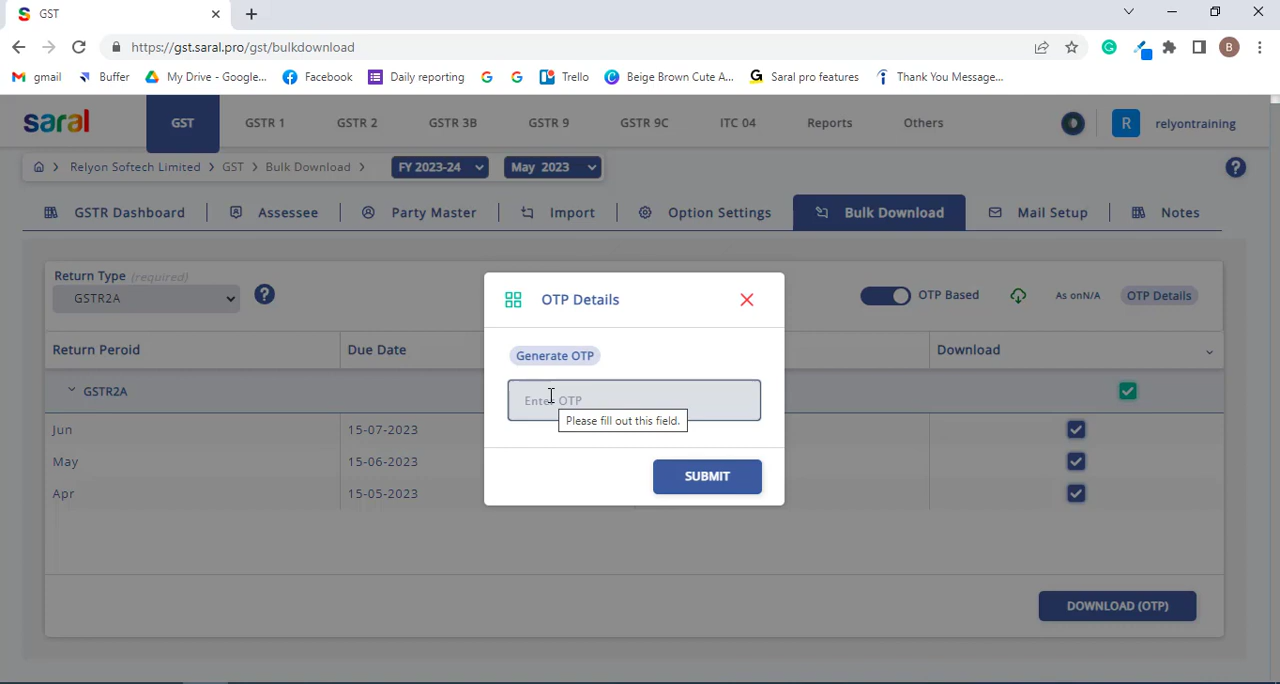 GST
https://gst.saral.pro/gst/bulkdownload
B
gmail
Buffer
My Drive - Google...
Facebook
Daily reporting
Trello
Beige Brown Cute A...
Saral pro features
Thank You Message...
saral
GST
GSTR 1
GSTR 2
GSTR 3B
GSTR 9
GSTR 9C
ITC 04
Reports
Others
R
relyontraining
Relyon Softech Limited > GST > Bulk Download >
FY 2023-24
May 2023
?
GSTR Dashboard
Assessee
Party Master
Import
Option Settings
Bulk Download
Mail Setup
Notes
Return Type (required)
GSTR2A
?
OTP Based
As onN/A
OTP Details
Return Peroid
Due Date
Download
GSTR2A
Jun
15-07-2023
May
15-06-2023
Apr
15-05-2023
DOWNLOAD (OTP)
OTP Details
Generate OTP
Enter OTP
Please fill out this field.
SUBMIT